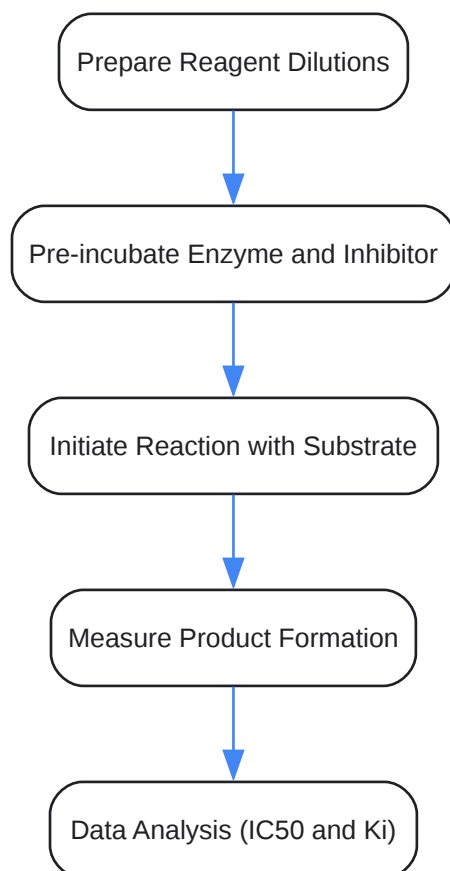 Prepare Reagent Dilutions
Pre-incubate Enzyme and Inhibitor
Initiate Reaction with Substrate
Measure Product Formation
Data Analysis (IC50 and Ki)